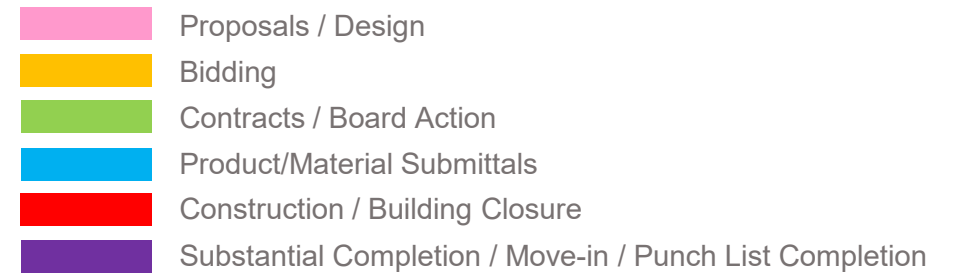 Proposals / Design
Bidding
Contracts / Board Action
Product/Material Submittals
Construction / Building Closure
Substantial Completion / Move-in / Punch List Completion